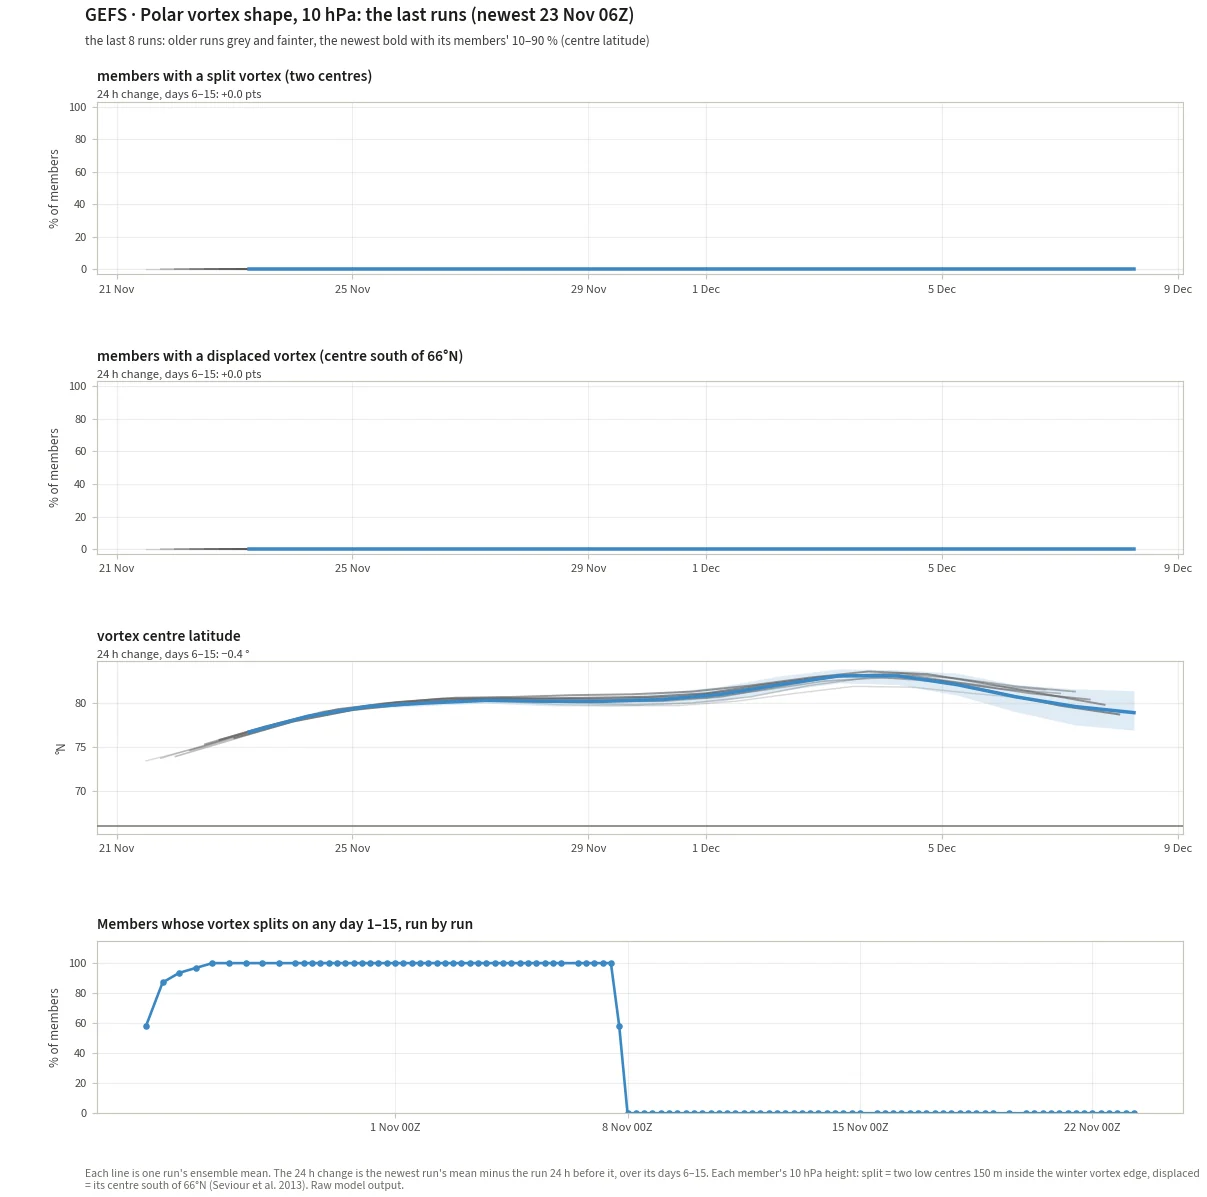 GEFS · Polar vortex shape, 10 hPa: the last runs (newest 23 Nov 06Z)
the last 8 runs: older runs grey and fainter, the newest bold with its members' 10–90 % (centre latitude)
members with a split vortex (two centres)
24 h change, days 6–15: +0.0 pts
100
80
60
40
20
0
% of members
21 Nov
25 Nov
29 Nov
1 Dec
5 Dec
9 Dec
members with a displaced vortex (centre south of 66°N)
24 h change, days 6–15: +0.0 pts
100
80
60
40
20
0
% of members
21 Nov
25 Nov
29 Nov
1 Dec
5 Dec
9 Dec
vortex centre latitude
24 h change, days 6–15: −0.4 °
80
75
70
°N
21 Nov
25 Nov
29 Nov
1 Dec
5 Dec
9 Dec
Members whose vortex splits on any day 1–15, run by run
100
80
60
40
20
0
% of members
1 Nov 00Z
8 Nov 00Z
15 Nov 00Z
22 Nov 00Z
Each line is one run's ensemble mean. The 24 h change is the newest run's mean minus the run 24 h before it, over its days 6–15. Each member's 10 hPa height: split = two low centres 150 m inside the winter vortex edge, displaced
= its centre south of 66°N (Seviour et al. 2013). Raw model output.